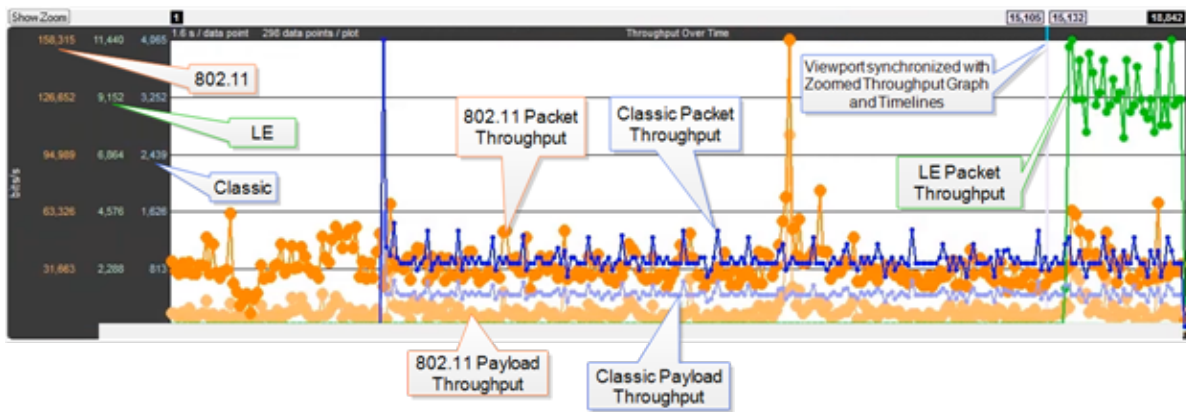 Show Zoom
1
15,105
15,132
18,842
1.6 s / data point 298 data points / plot
Throughput Over Time
158,315 11,440 4,065
126,652 9,152 3,252
94,989 6,864 2,439
63,326 4,576 1,626
31,663 2,288 813
bits/s
802.11
LE
Classic
802.11 Packet
Throughput
Classic Packet
Throughput
Viewport synchronized with
Zoomed Throughput Graph
and Timelines
LE Packet
Throughput
802.11 Payload
Throughput
Classic Payload
Throughput